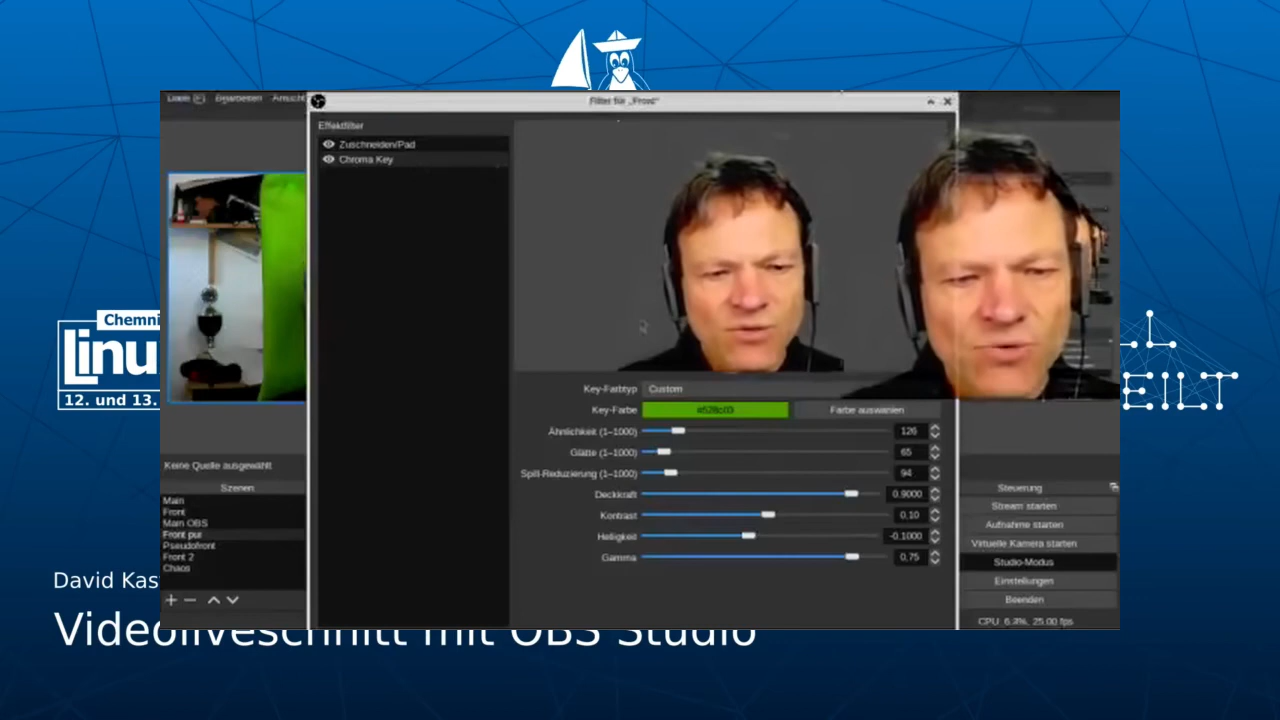 Datei Bearbeiten Ansicht
Filter für „Front“
Effektfilter
Zuschneiden/Pad
Chroma Key
Key-Farbtyp Custom
Key-Farbe #528c03 Farbe auswählen
Ähnlichkeit (1–1000) 126
Glätte (1–1000) 65
Spill-Reduzierung (1–1000) 94
Deckkraft 0.9000
Kontrast 0,10
Helligkeit -0.1000
Gamma 0,75
Keine Quelle ausgewählt
Szenen
Main
Front
Main OBS
Front pur
Pseudofront
Front 2
Chaos
Steuerung
Stream starten
Aufnahme starten
Virtuelle Kamera starten
Studio-Modus
Einstellungen
Beenden
CPU 6.3%, 25.00 fps
Chemni
Linu
12. und 13.
EILT
David Kas
Videoliveschnitt mit OBS Studio